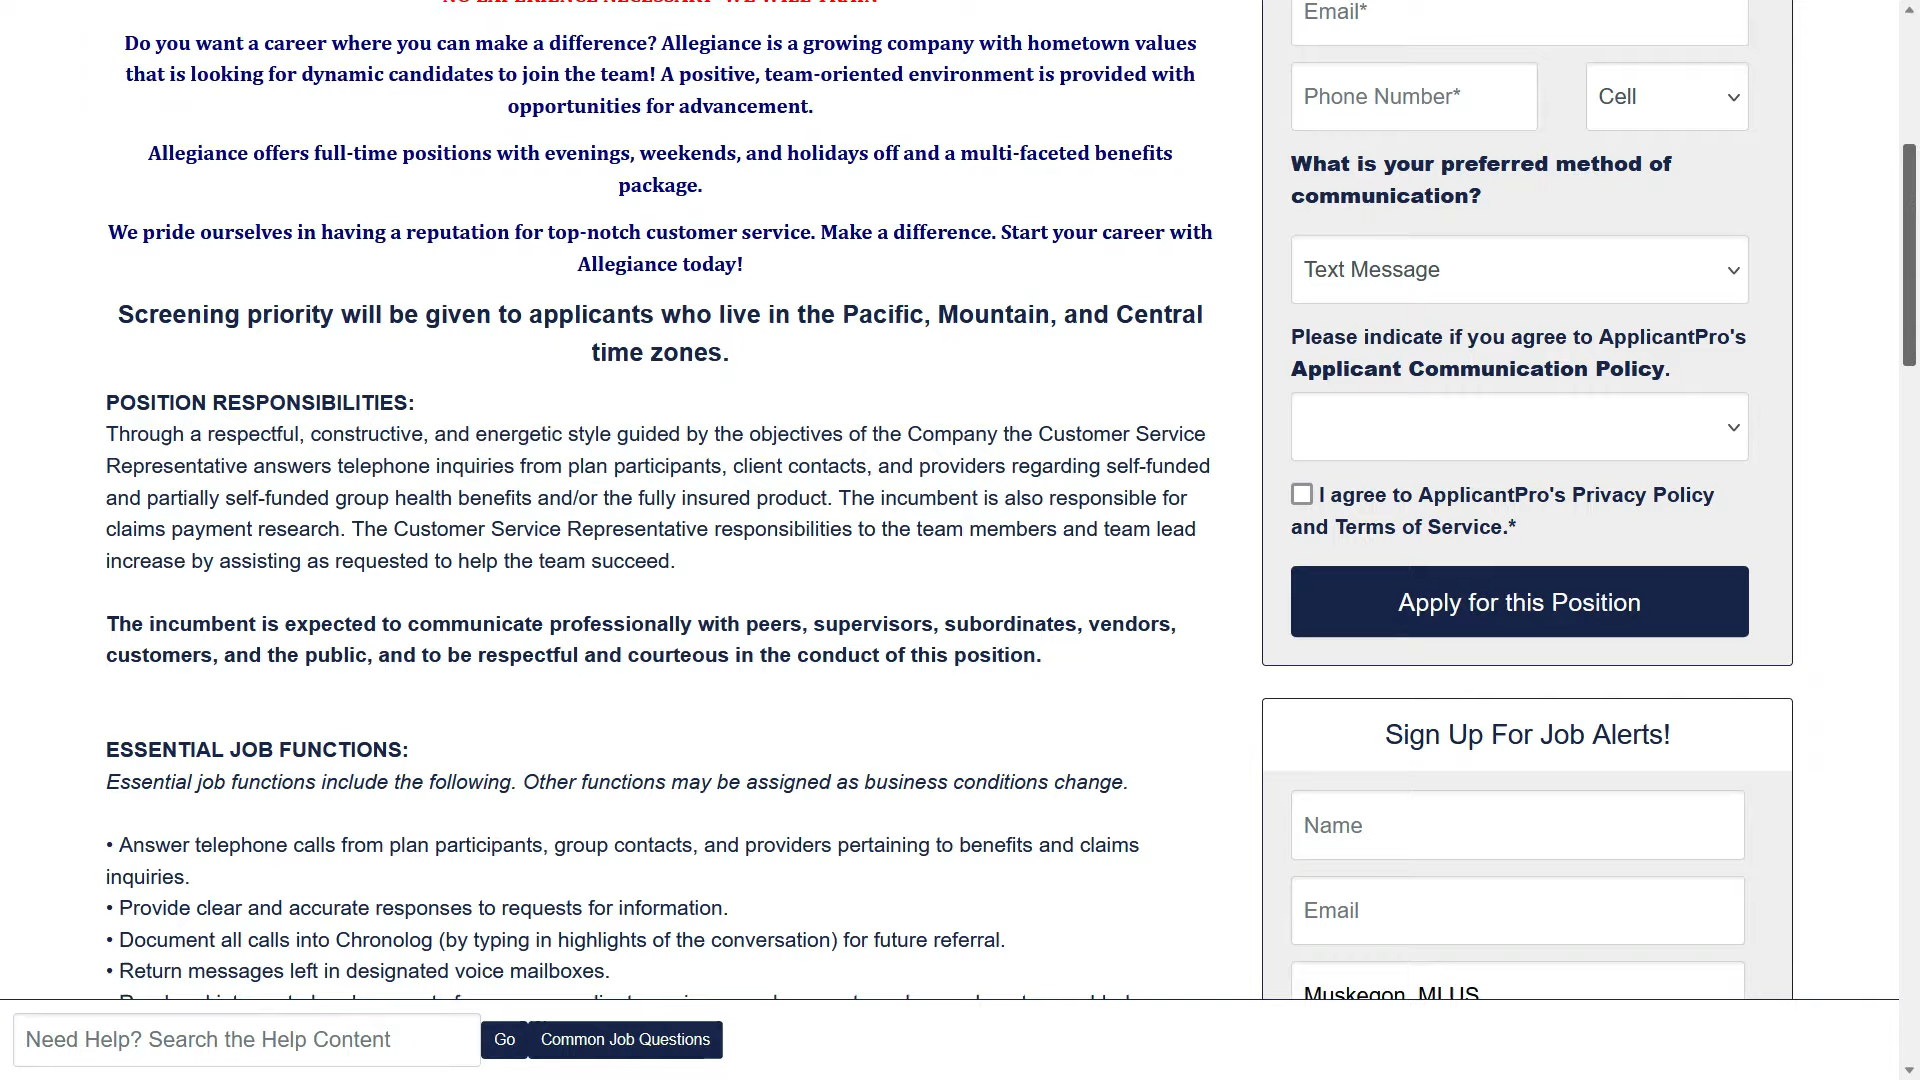 NO EXPERIENCE NECESSARY- WE WILL TRAIN
Do you want a career where you can make a difference? Allegiance is a growing company with hometown values
that is looking for dynamic candidates to join the team! A positive, team-oriented environment is provided with
opportunities for advancement.
Allegiance offers full-time positions with evenings, weekends, and holidays off and a multi-faceted benefits
package.
We pride ourselves in having a reputation for top-notch customer service. Make a difference. Start your career with
Allegiance today!
Screening priority will be given to applicants who live in the Pacific, Mountain, and Central
time zones.
POSITION RESPONSIBILITIES:
Through a respectful, constructive, and energetic style guided by the objectives of the Company the Customer Service
Representative answers telephone inquiries from plan participants, client contacts, and providers regarding self-funded
and partially self-funded group health benefits and/or the fully insured product. The incumbent is also responsible for
claims payment research. The Customer Service Representative responsibilities to the team members and team lead
increase by assisting as requested to help the team succeed.
The incumbent is expected to communicate professionally with peers, supervisors, subordinates, vendors,
customers, and the public, and to be respectful and courteous in the conduct of this position.
ESSENTIAL JOB FUNCTIONS:
Essential job functions include the following. Other functions may be assigned as business conditions change.
• Answer telephone calls from plan participants, group contacts, and providers pertaining to benefits and claims
inquiries.
• Provide clear and accurate responses to requests for information.
• Document all calls into Chronolog (by typing in highlights of the conversation) for future referral.
• Return messages left in designated voice mailboxes.
Email*
Phone Number*
Cell
What is your preferred method of
communication?
Text Message
Please indicate if you agree to ApplicantPro's
Applicant Communication Policy.
I agree to ApplicantPro's Privacy Policy
and Terms of Service.*
Apply for this Position
Sign Up For Job Alerts!
Name
Email
Muskegon, MI,US
Need Help? Search the Help Content
Go
Common Job Questions